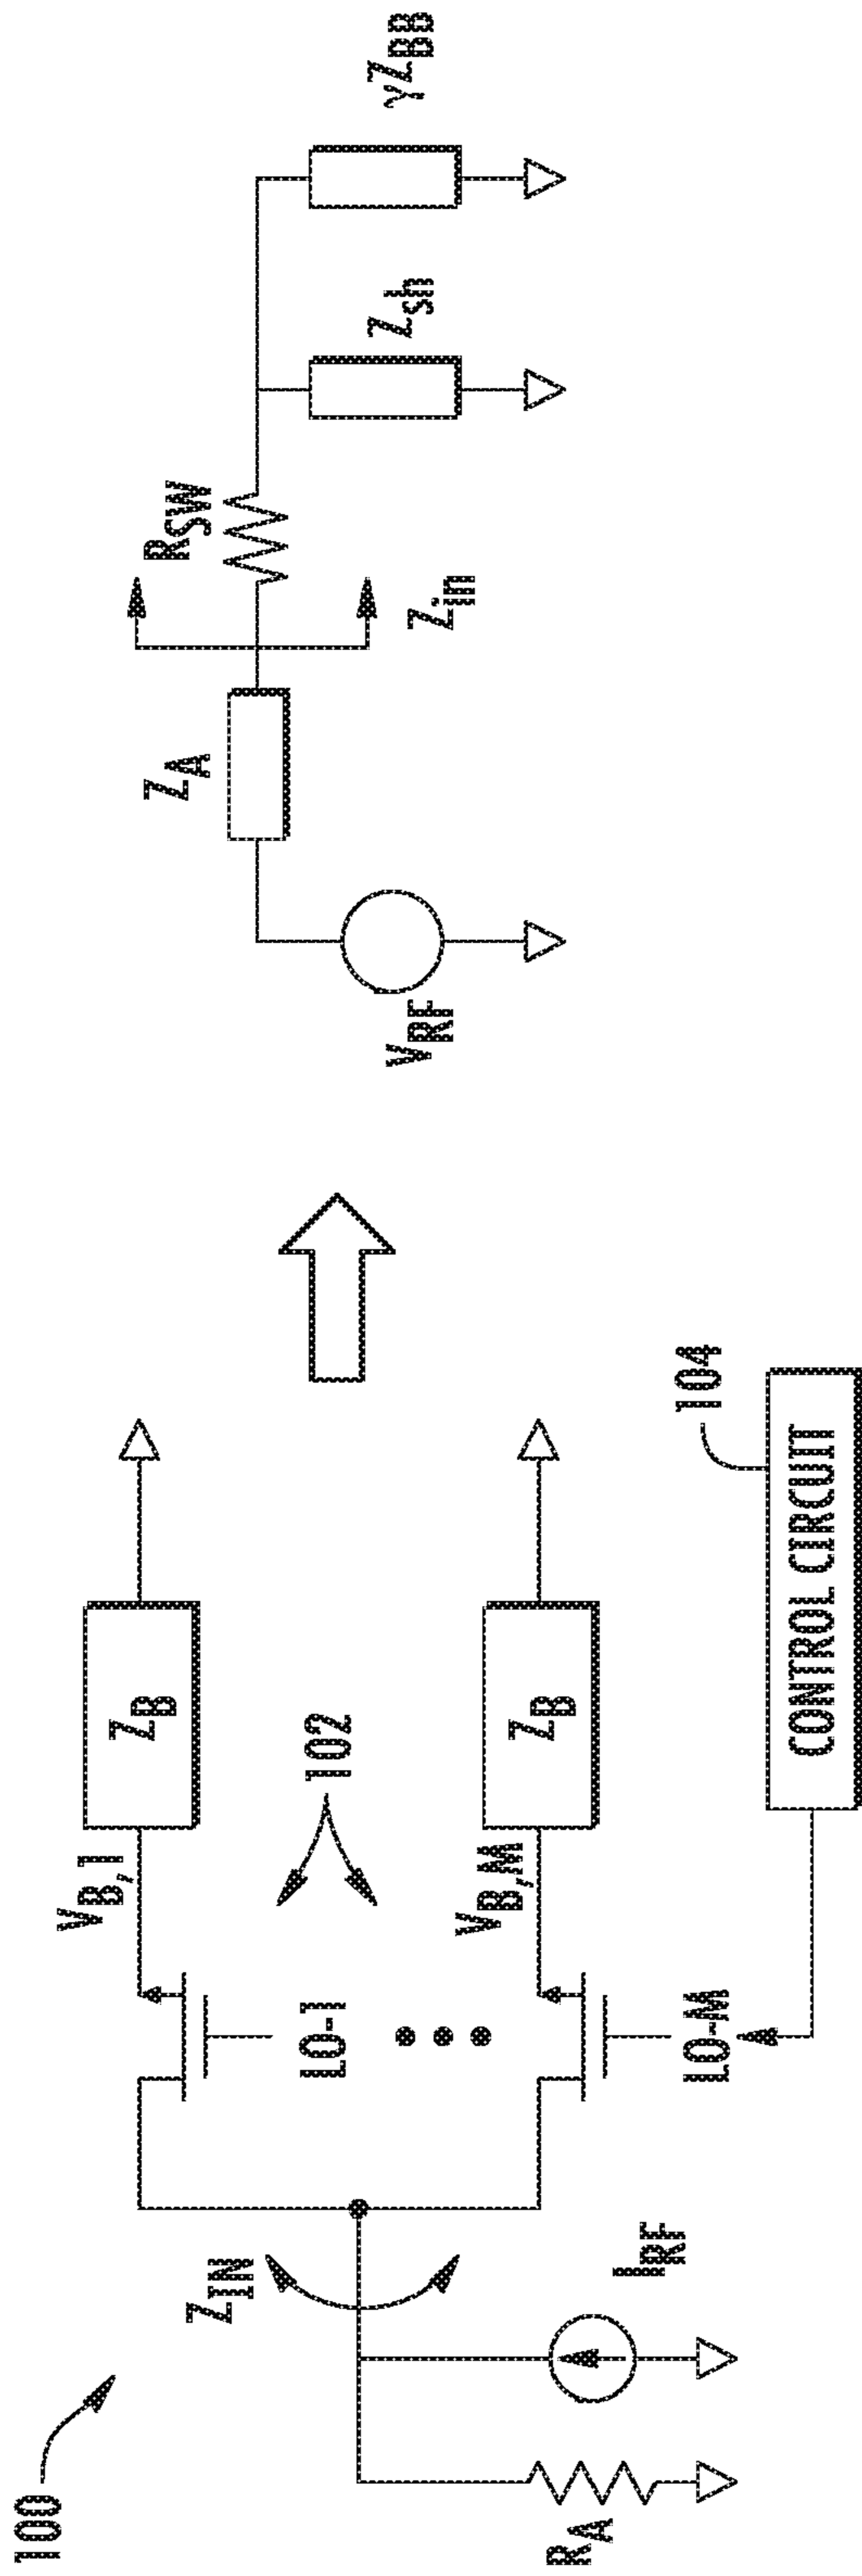 100
R_A
I_RF
Z_IN
LO-1
LO-M
V_B,1
V_B,M
102
Z_B
Z_B
104
CONTROL CIRCUIT
V_RF
Z_A
Z_in
R_SW
Z_sh
γZ_BB